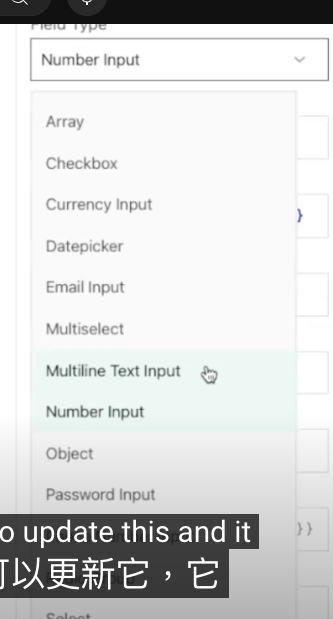 Field Type
Number Input
Array
Checkbox
Currency Input
}
Datepicker
Email Input
Multiselect
Multiline Text Input
Number Input
Object
Password Input
}}
o update this and it
可以更新它，它
Select